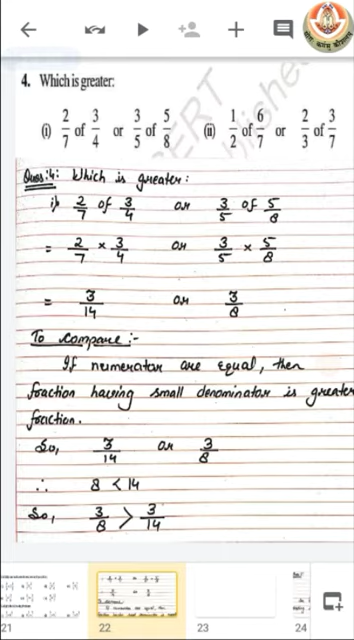 4. Which is greater:
(i) 2/7 of 3/4 or 3/5 of 5/8 (ii) 1/2 of 6/7 or 2/3 of 3/7
Ques:4: Which is greater:
i) 2/7 of 3/4 or 3/5 of 5/8
= 2/7 × 3/4 or 3/5 × 5/8
= 3/14 or 3/8
To compare:-
If numerator are equal, then
fraction having small denominator is greater
fraction.
So, 3/14 or 3/8
∴ 8 < 14
So, 3/8 > 3/14
21
22
23
24